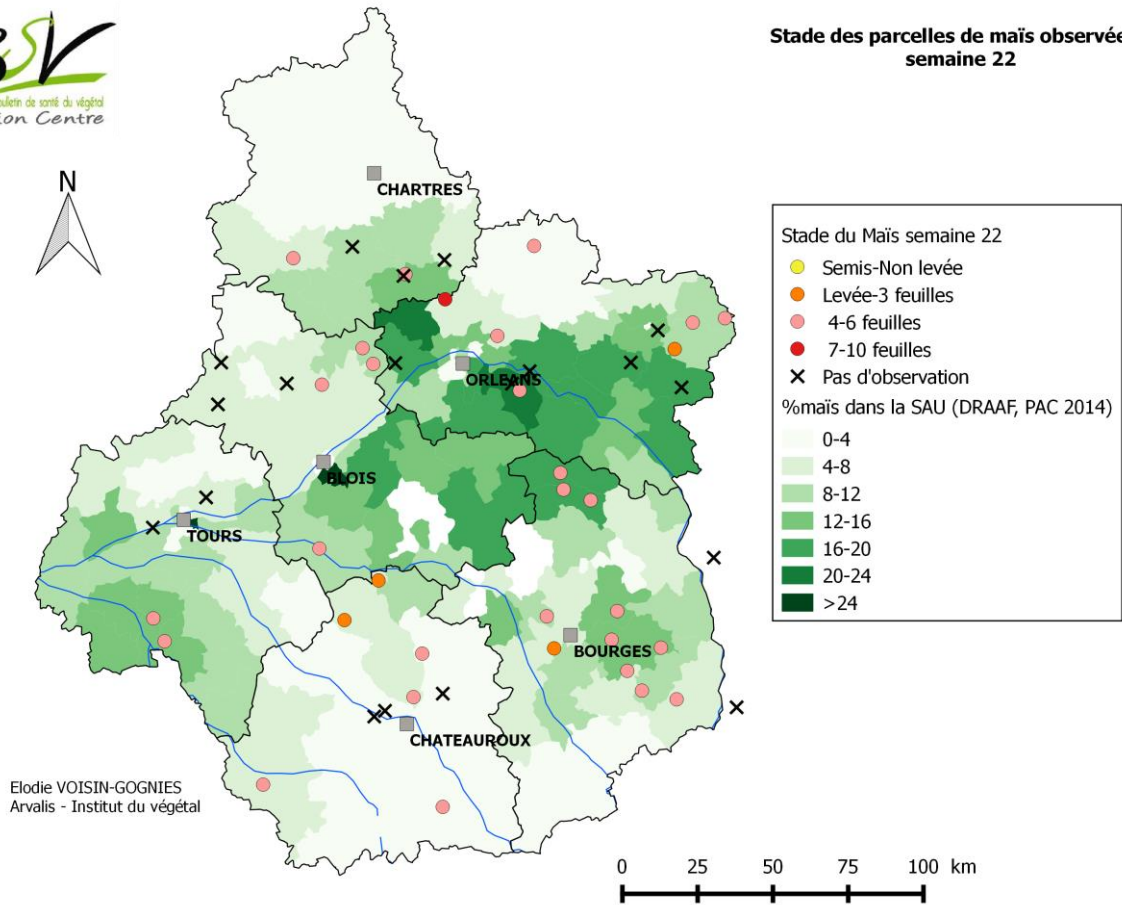 Stade des parcelles de maïs observée
semaine 22
bulletin de santé du végétal
Centre
N
CHARTRES
ORLEANS
BLOIS
TOURS
BOURGES
CHATEAUROUX
Stade du Maïs semaine 22
Semis-Non levée
Levée-3 feuilles
4-6 feuilles
7-10 feuilles
Pas d'observation
%maïs dans la SAU (DRAAF, PAC 2014)
0-4
4-8
8-12
12-16
16-20
20-24
>24
Elodie VOISIN-GOGNIES
Arvalis - Institut du végétal
0 25 50 75 100 km